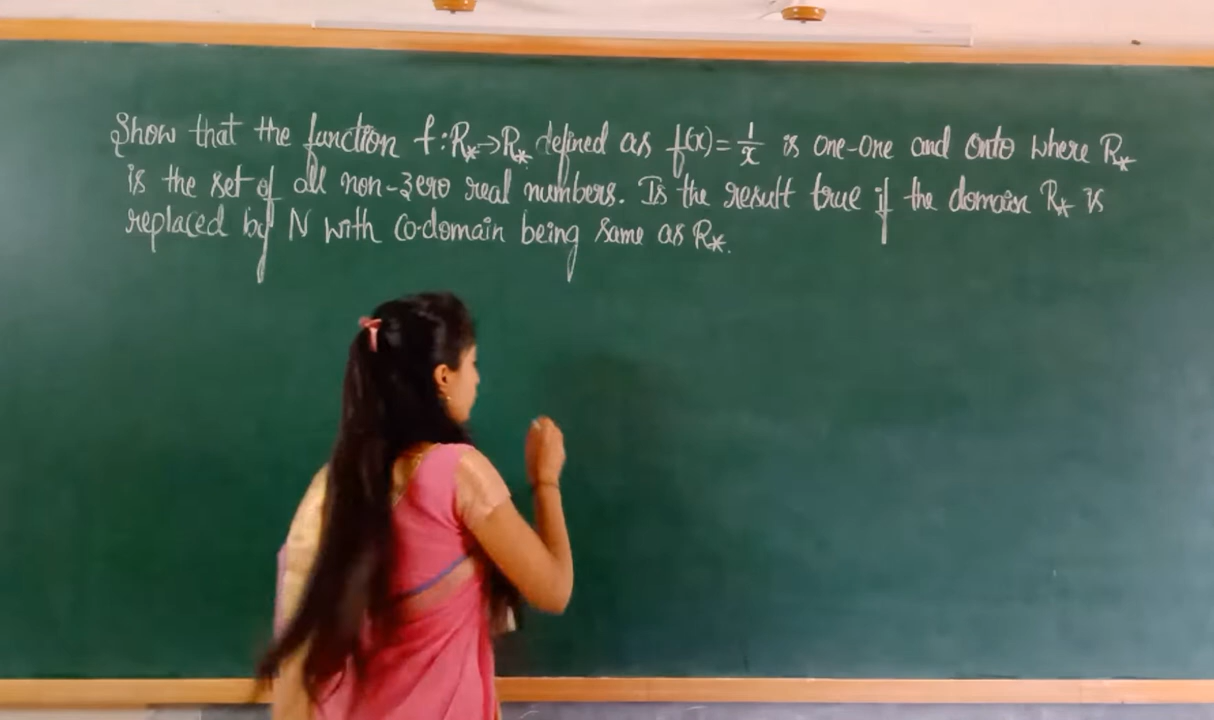 Show that the function f:R*→R* defined as f(x)=1/x is one-one and onto where R*
is the set of all non-zero real numbers. Is the result true if the domain R* is
replaced by N with co-domain being same as R*.